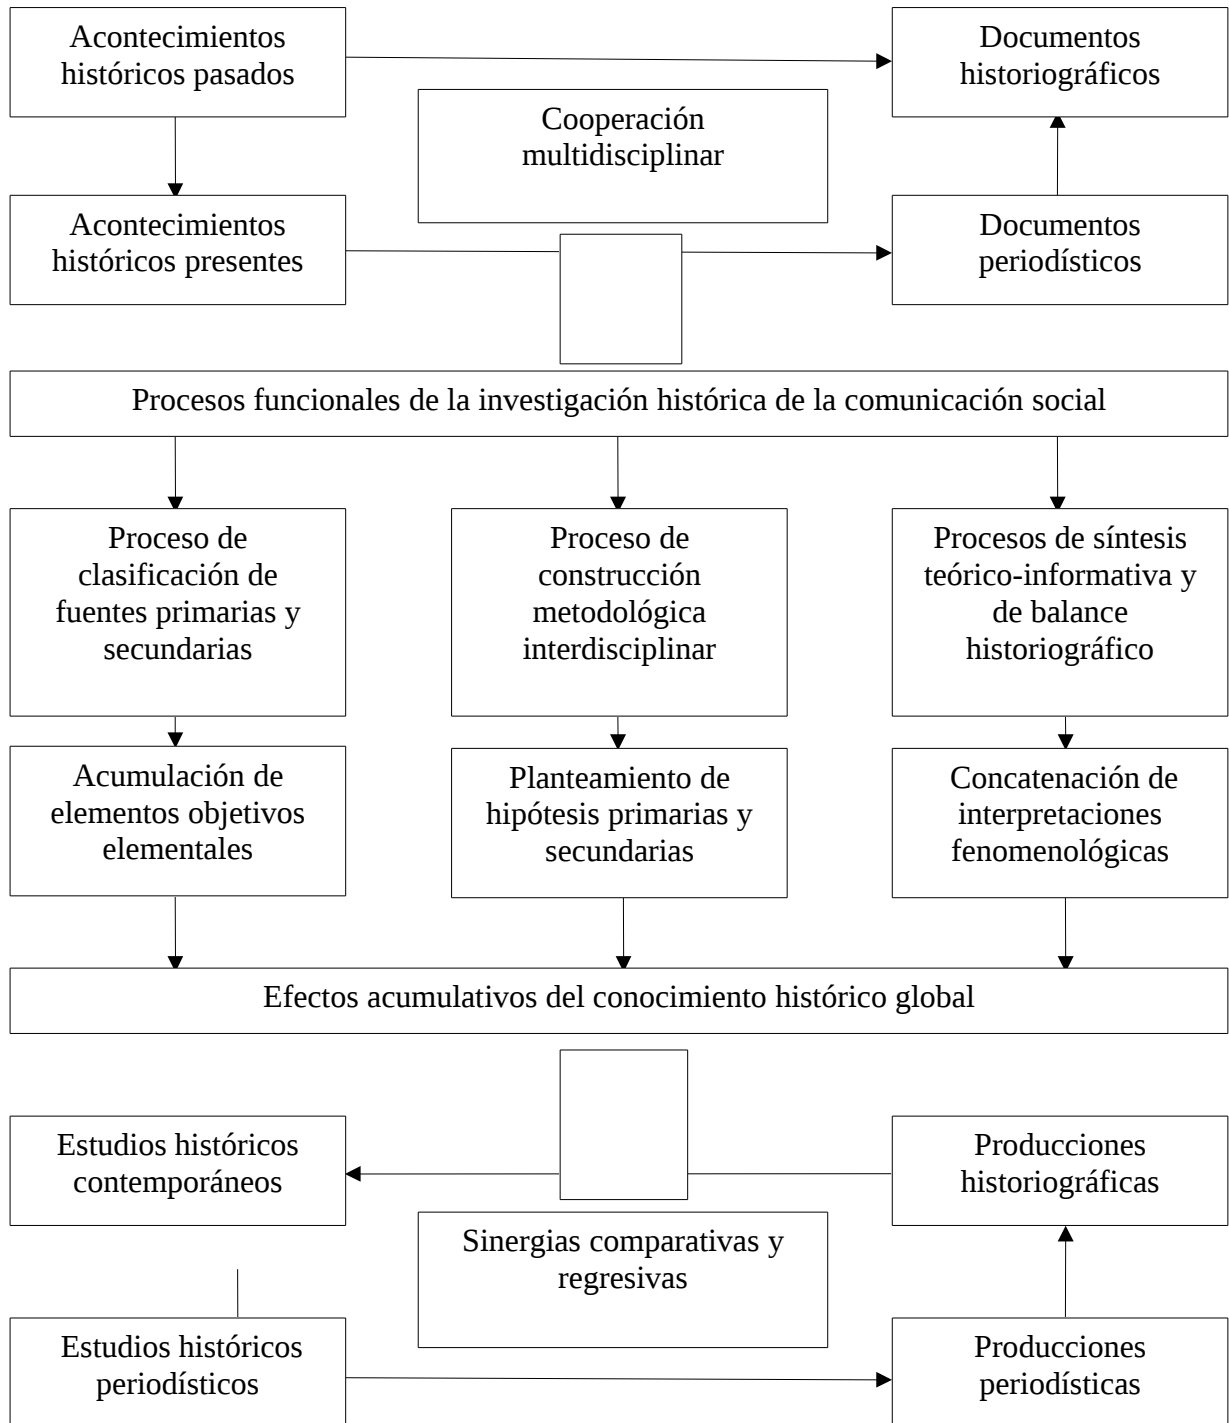 Acontecimientos
históricos pasados
Documentos
historiográficos
Cooperación
multidisciplinar
Acontecimientos
históricos presentes
Documentos
periodísticos
Procesos funcionales de la investigación histórica de la comunicación social
Proceso de
clasificación de
fuentes primarias y
secundarias
Proceso de
construcción
metodológica
interdisciplinar
Procesos de síntesis
teórico-informativa y
de balance
historiográfico
Acumulación de
elementos objetivos
elementales
Planteamiento de
hipótesis primarias y
secundarias
Concatenación de
interpretaciones
fenomenológicas
Efectos acumulativos del conocimiento histórico global
Estudios históricos
contemporáneos
Producciones
historiográficas
Sinergias comparativas y
regresivas
Estudios históricos
periodísticos
Producciones
periodísticas